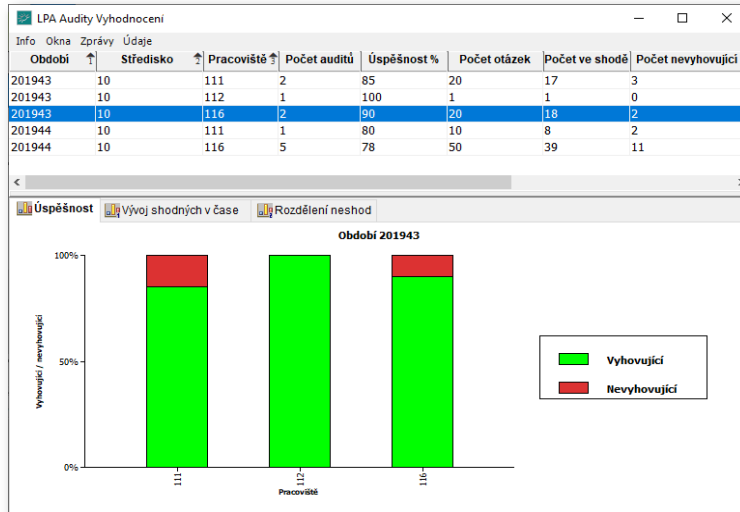 LPA Audity Vyhodnocení
Info Okna Zprávy Údaje
Období 1 Středisko 2 Pracoviště 3 Počet auditů Úspěšnost % Počet otázek Počet ve shodě Počet nevyhovující
201943 10 111 2 85 20 17 3
201943 10 112 1 100 1 1 0
201943 10 116 2 90 20 18 2
201944 10 111 1 80 10 8 2
201944 10 116 5 78 50 39 11
Úspěšnost Vývoj shodných v čase Rozdělení neshod
Období 201943
100%
50%
0%
Vyhovující / nevyhovující
111 112 116
Pracoviště
Vyhovující
Nevyhovující